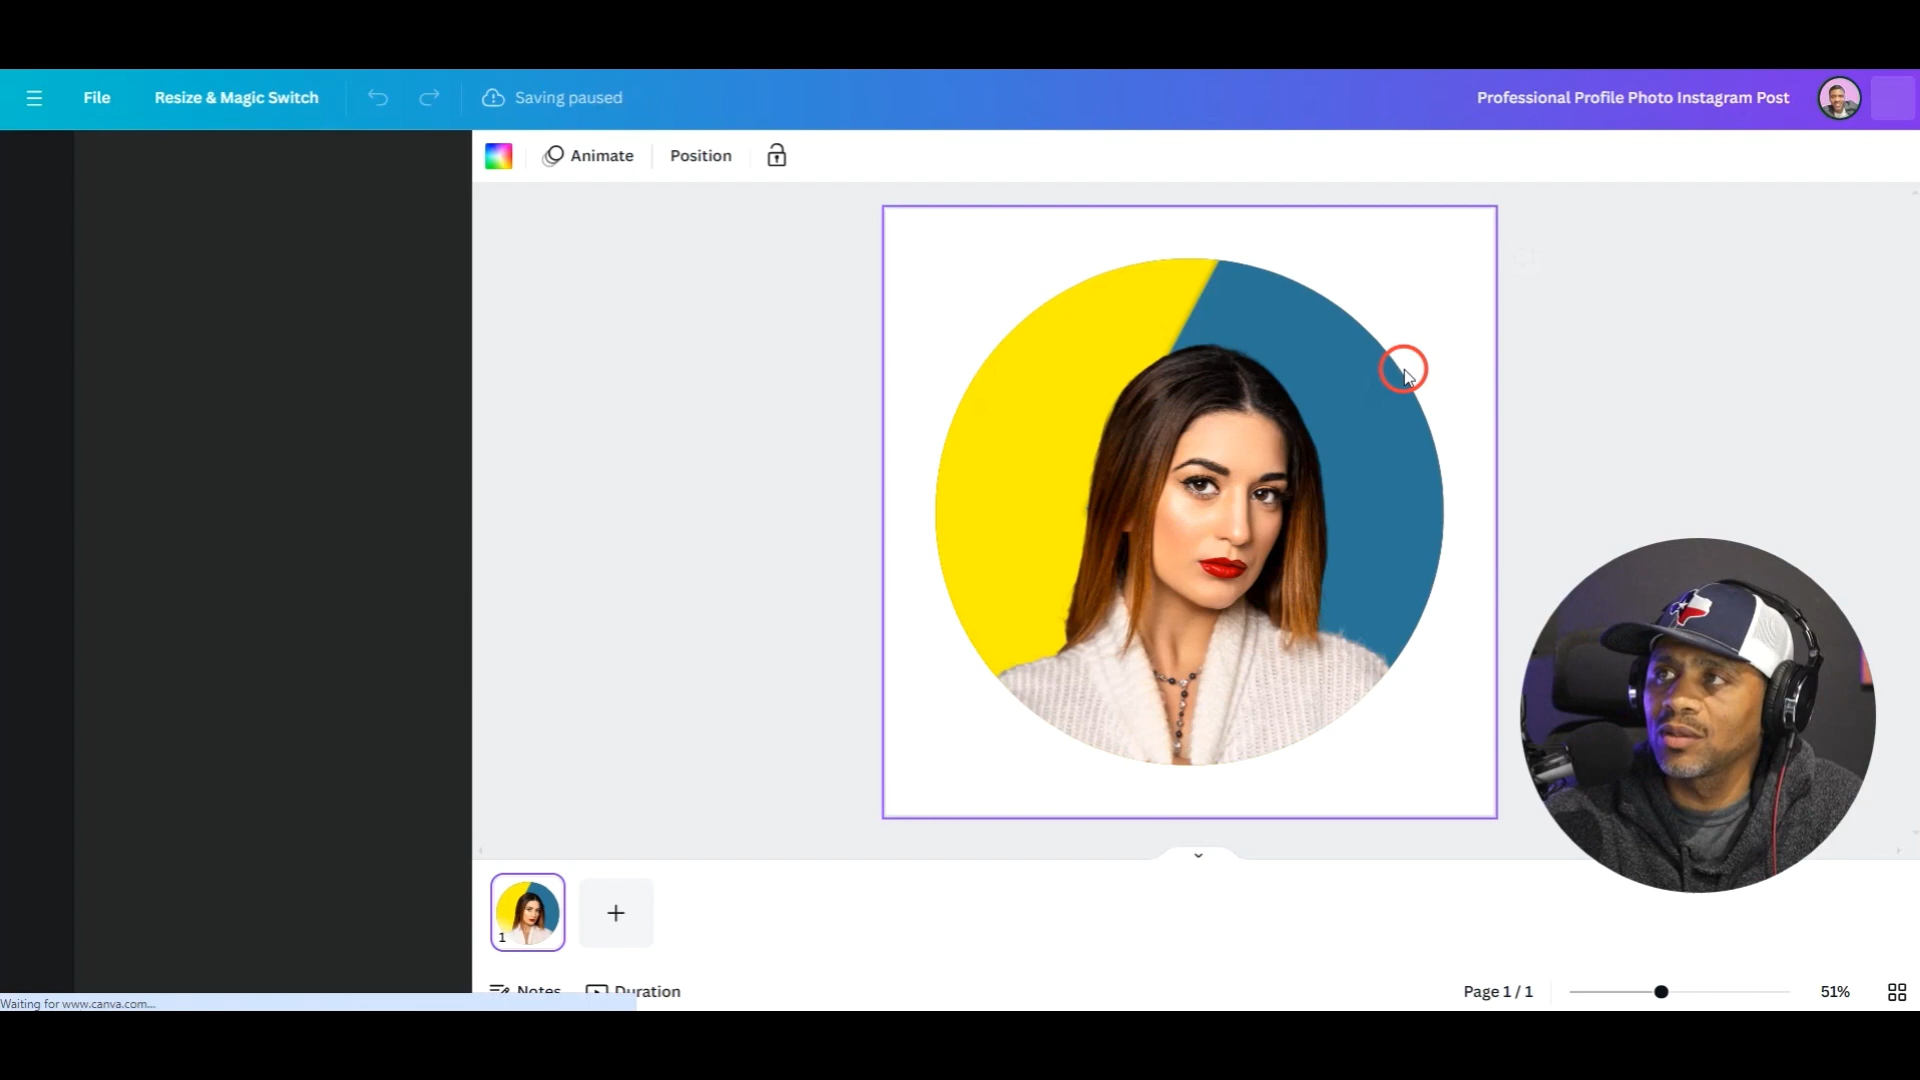 File
Resize & Magic Switch
Saving paused
Professional Profile Photo Instagram Post
Animate
Position
1
Notes
Duration
Page 1 / 1
51%
Waiting for www.canva.com...